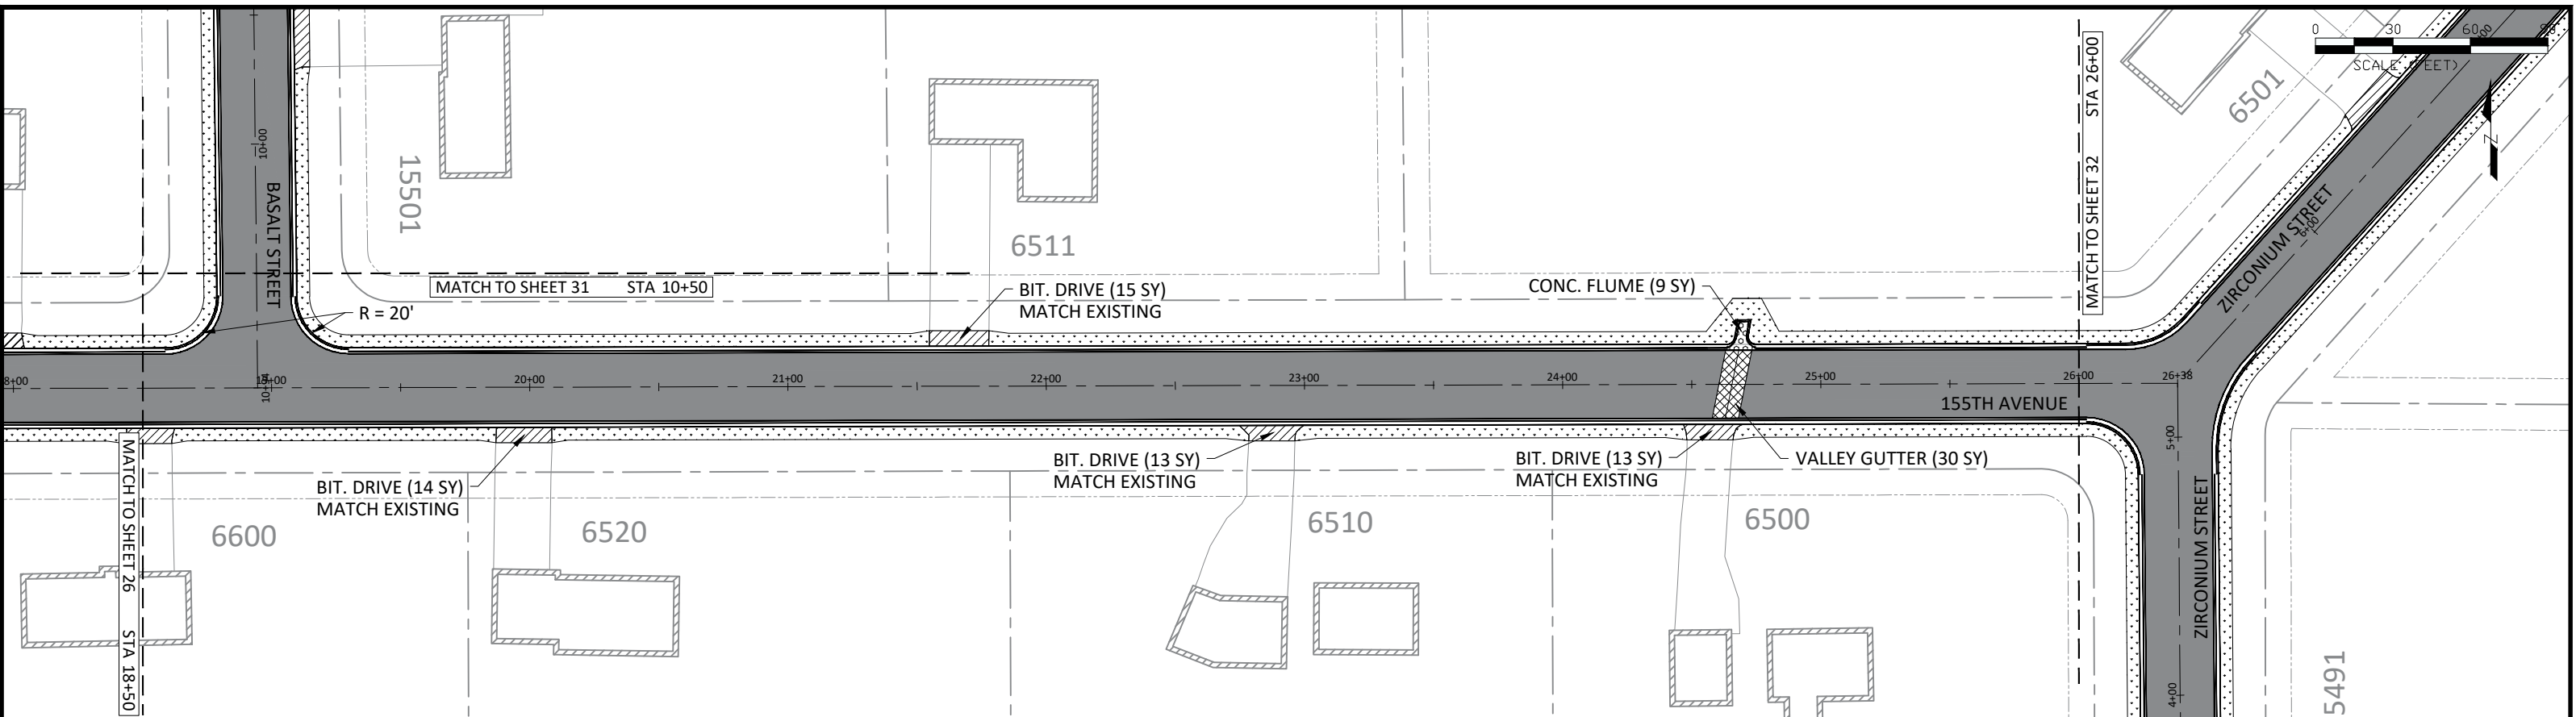 0 30 60 90
SCALE (FEET)
STA 26+00
MATCH TO SHEET 32
6501
10+00
BASALT STREET
15501
6511
ZIRCONIUM STREET
6+00
MATCH TO SHEET 31 STA 10+50
R = 20'
BIT. DRIVE (15 SY)
MATCH EXISTING
CONC. FLUME (9 SY)
8+00
19+00
20+00
21+00
22+00
23+00
24+00
25+00
26+00
26+38
155TH AVENUE
5+00
MATCH TO SHEET 26 STA 18+50
BIT. DRIVE (14 SY)
MATCH EXISTING
BIT. DRIVE (13 SY)
MATCH EXISTING
BIT. DRIVE (13 SY)
MATCH EXISTING
VALLEY GUTTER (30 SY)
6600
6520
6510
6500
ZIRCONIUM STREET
4+00
5491
Z